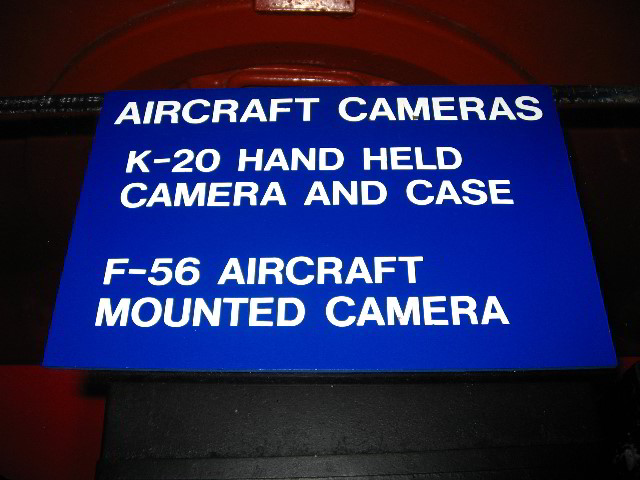 AIRCRAFT CAMERAS
K-20 HAND HELD
CAMERA AND CASE
F-56 AIRCRAFT
MOUNTED CAMERA